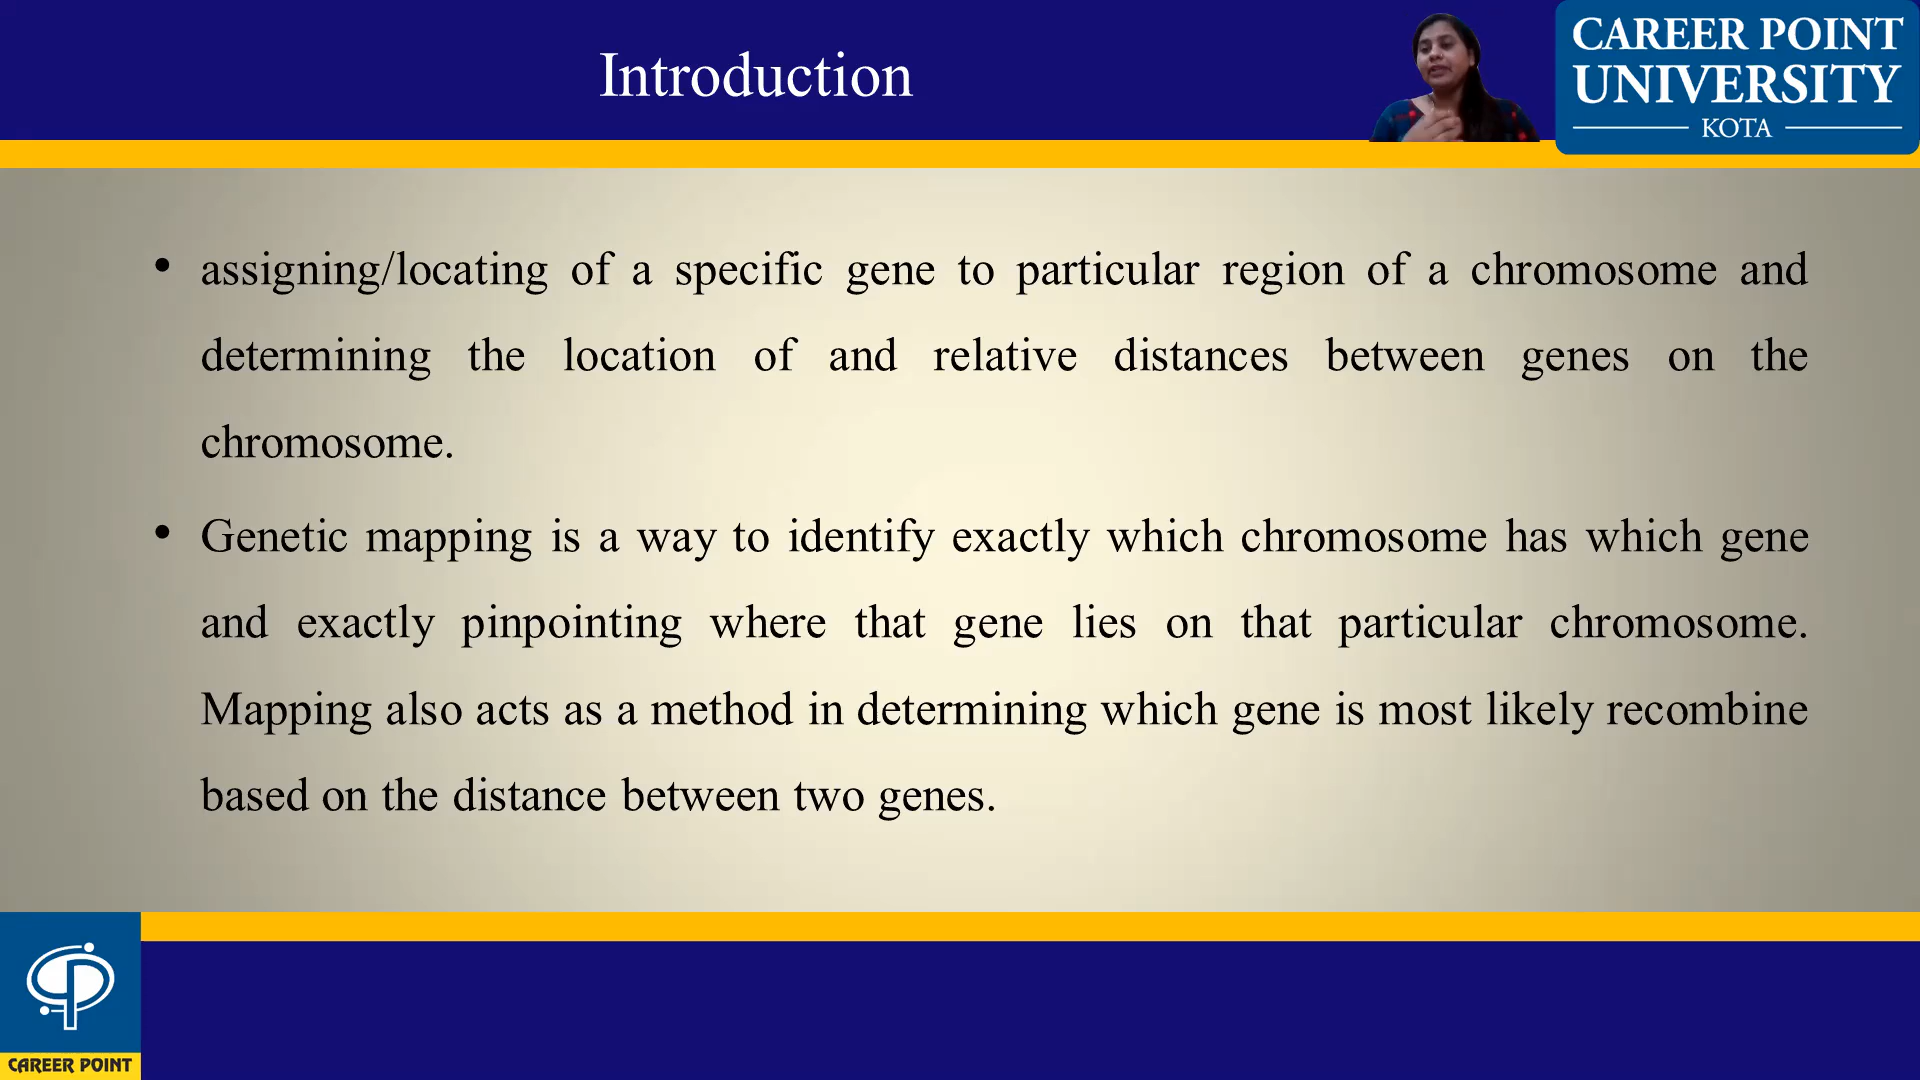 Introduction
CAREER POINT
UNIVERSITY
KOTA
• assigning/locating of a specific gene to particular region of a chromosome and
determining the location of and relative distances between genes on the
chromosome.
• Genetic mapping is a way to identify exactly which chromosome has which gene
and exactly pinpointing where that gene lies on that particular chromosome.
Mapping also acts as a method in determining which gene is most likely recombine
based on the distance between two genes.
CAREER POINT